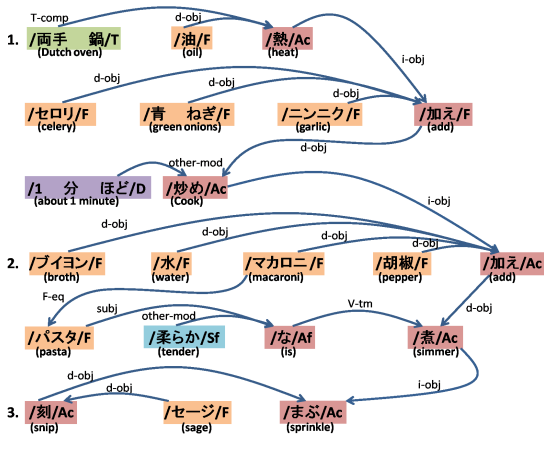 T-comp d-obj
1. /両手 鍋/T /油/F /熱/Ac
(Dutch oven) (oil) (heat)
i-obj
d-obj d-obj d-obj
/セロリ/F /青 ねぎ/F /ニンニク/F /加え/F
(celery) (green onions) (garlic) (add)
d-obj
other-mod
/1 分 ほど/D /炒め/Ac
(about 1 minute) (Cook)
i-obj
d-obj d-obj d-obj d-obj
2. /ブイヨン/F /水/F /マカロニ/F /胡椒/F /加え/Ac
(broth) (water) (macaroni) (pepper) (add)
F-eq subj other-mod V-tm d-obj
/パスタ/F /柔らか/Sf /な/Af /煮/Ac
(pasta) (tender) (is) (simmer)
d-obj d-obj i-obj
3. /刻/Ac /セージ/F /まぶ/Ac
(snip) (sage) (sprinkle)